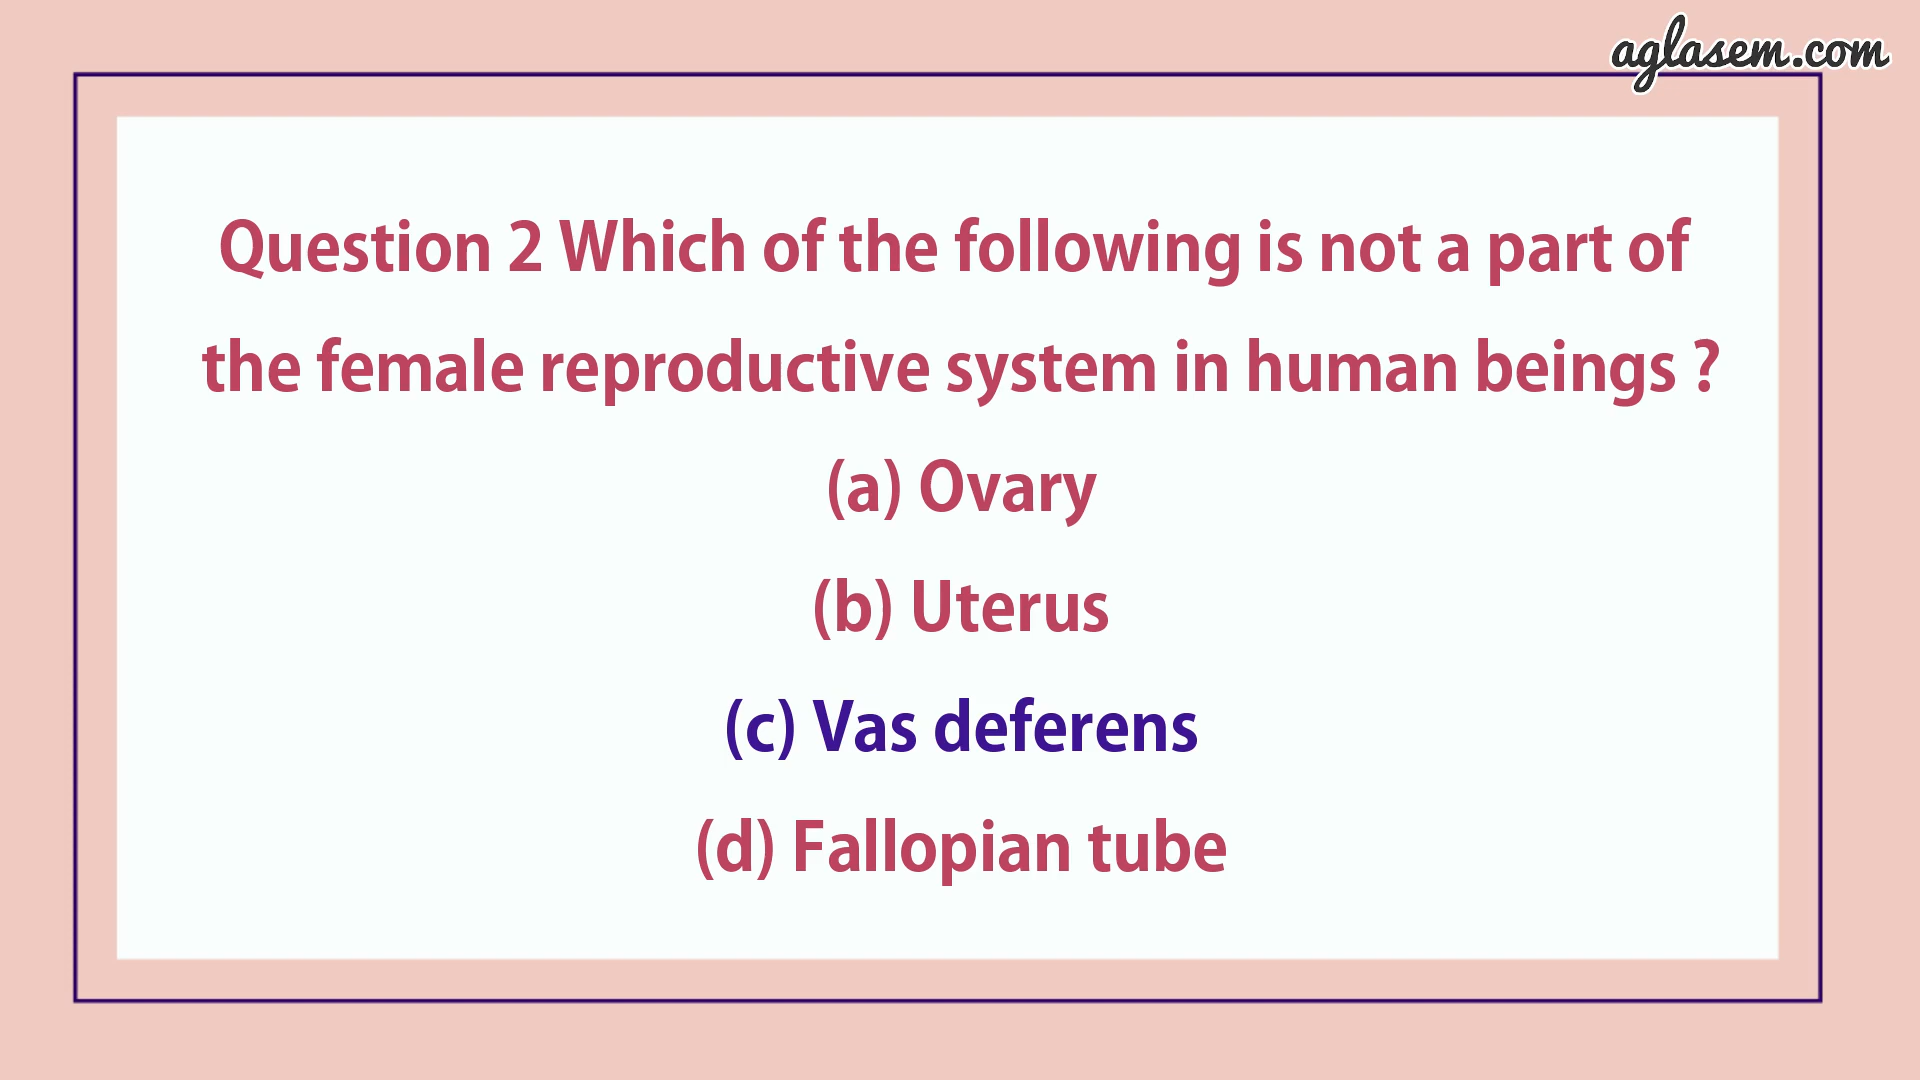 aglasem.com
Question 2 Which of the following is not a part of
the female reproductive system in human beings ?
(a) Ovary
(b) Uterus
(c) Vas deferens
(d) Fallopian tube